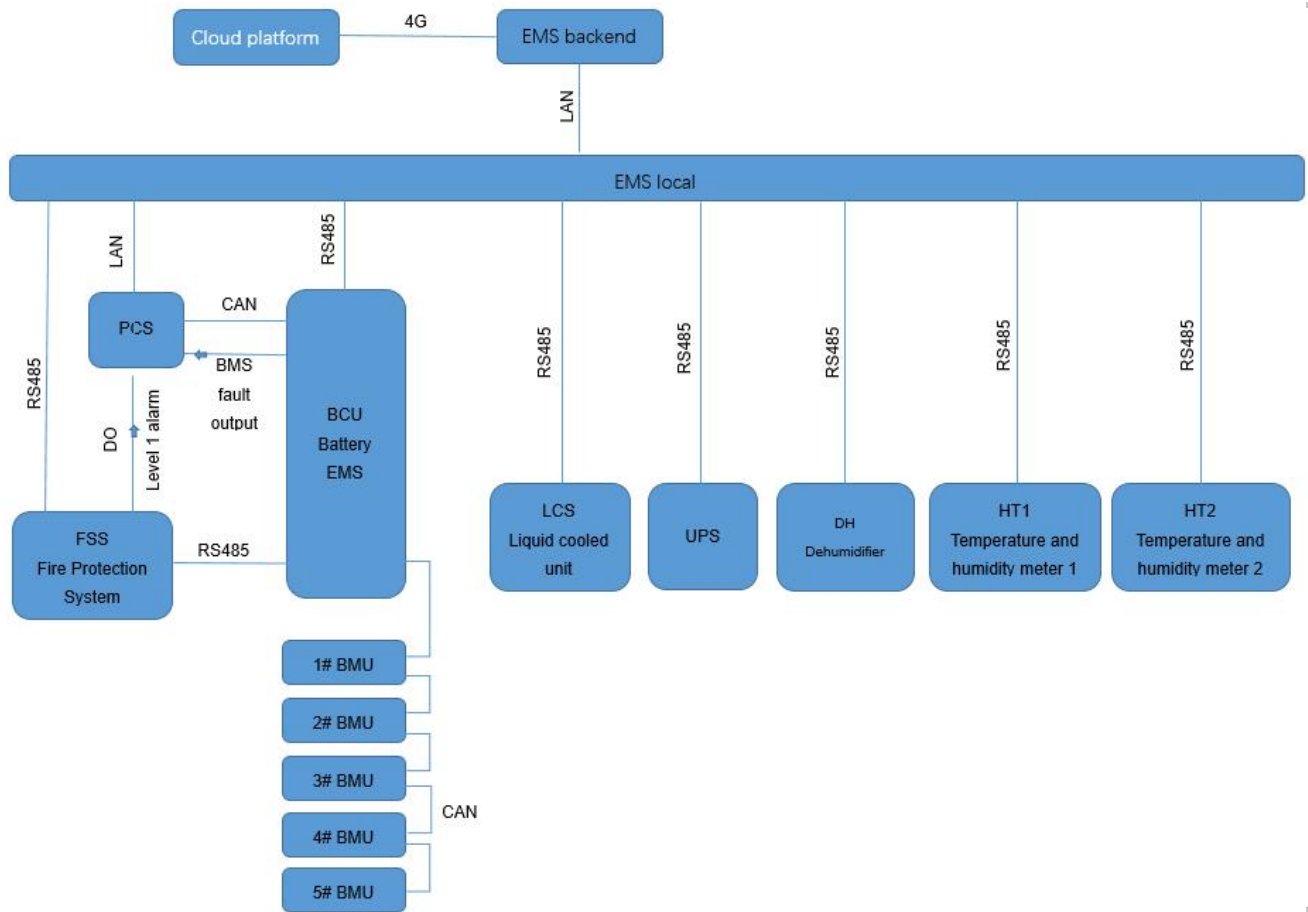 Cloud platform
4G
EMS backend
LAN
EMS local
RS485
LAN
RS485
RS485
RS485
RS485
RS485
RS485
PCS
CAN
BMS
fault
output
DO
Level 1 alarm
BCU
Battery
EMS
FSS
Fire Protection
System
RS485
LCS
Liquid cooled
unit
UPS
DH
Dehumidifier
HT1
Temperature and
humidity meter 1
HT2
Temperature and
humidity meter 2
1# BMU
2# BMU
3# BMU
CAN
4# BMU
5# BMU